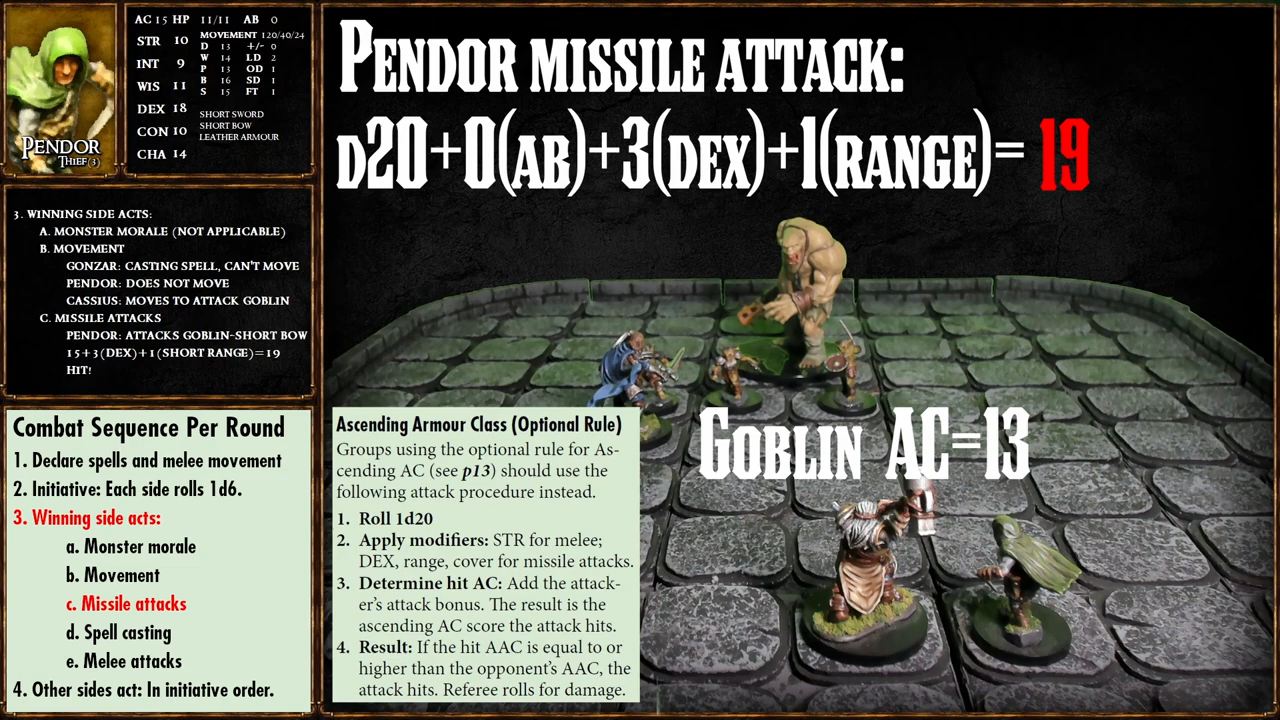 AC 15 HP 11/11 AB 0
MOVEMENT 120/40/24
STR 10
INT 9
WIS 11
DEX 18
CON 10
CHA 14
D 13 +/- 0
W 14 LD 2
P 13 OD 1
B 16 SD 1
S 15 FT 1
SHORT SWORD
SHORT BOW
LEATHER ARMOUR
PENDOR
THIEF(3)
3. WINNING SIDE ACTS:
A. MONSTER MORALE (NOT APPLICABLE)
B. MOVEMENT
GONZAR: CASTING SPELL, CAN'T MOVE
PENDOR: DOES NOT MOVE
CASSIUS: MOVES TO ATTACK GOBLIN
C. MISSILE ATTACKS
PENDOR: ATTACKS GOBLIN-SHORT BOW
15+3(DEX)+1(SHORT RANGE)=19
HIT!
Combat Sequence Per Round
1. Declare spells and melee movement
2. Initiative: Each side rolls 1d6.
3. Winning side acts:
a. Monster morale
b. Movement
c. Missile attacks
d. Spell casting
e. Melee attacks
4. Other sides act: In initiative order.
PENDOR MISSILE ATTACK:
D20+0(AB)+3(DEX)+1(RANGE)= 19
GOBLIN AC=13
Ascending Armour Class (Optional Rule)
Groups using the optional rule for As-
cending AC (see p13) should use the
following attack procedure instead.
1. Roll 1d20
2. Apply modifiers: STR for melee;
DEX, range, cover for missile attacks.
3. Determine hit AC: Add the attack-
er's attack bonus. The result is the
ascending AC score the attack hits.
4. Result: If the hit AAC is equal to or
higher than the opponent's AAC, the
attack hits. Referee rolls for damage.